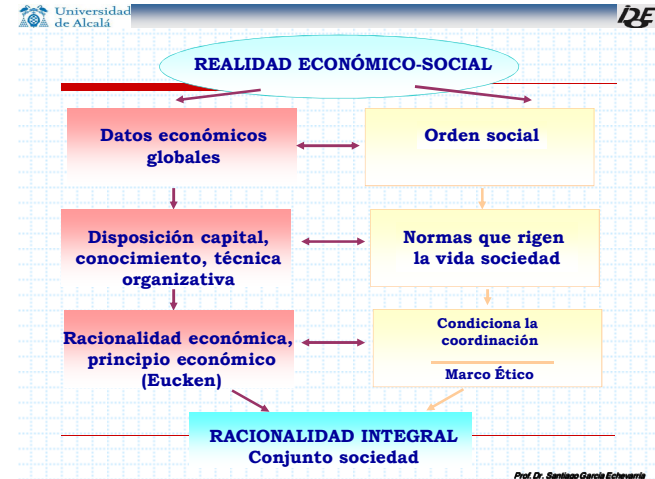 Universidad
de Alcalá
IDE
REALIDAD ECONÓMICO-SOCIAL
Datos económicos
globales
Orden social
Disposición capital,
conocimiento, técnica
organizativa
Normas que rigen
la vida sociedad
Racionalidad económica,
principio económico
(Eucken)
Condiciona la
coordinación
Marco Ético
RACIONALIDAD INTEGRAL
Conjunto sociedad
Prof. Dr. Santiago García Echevarría